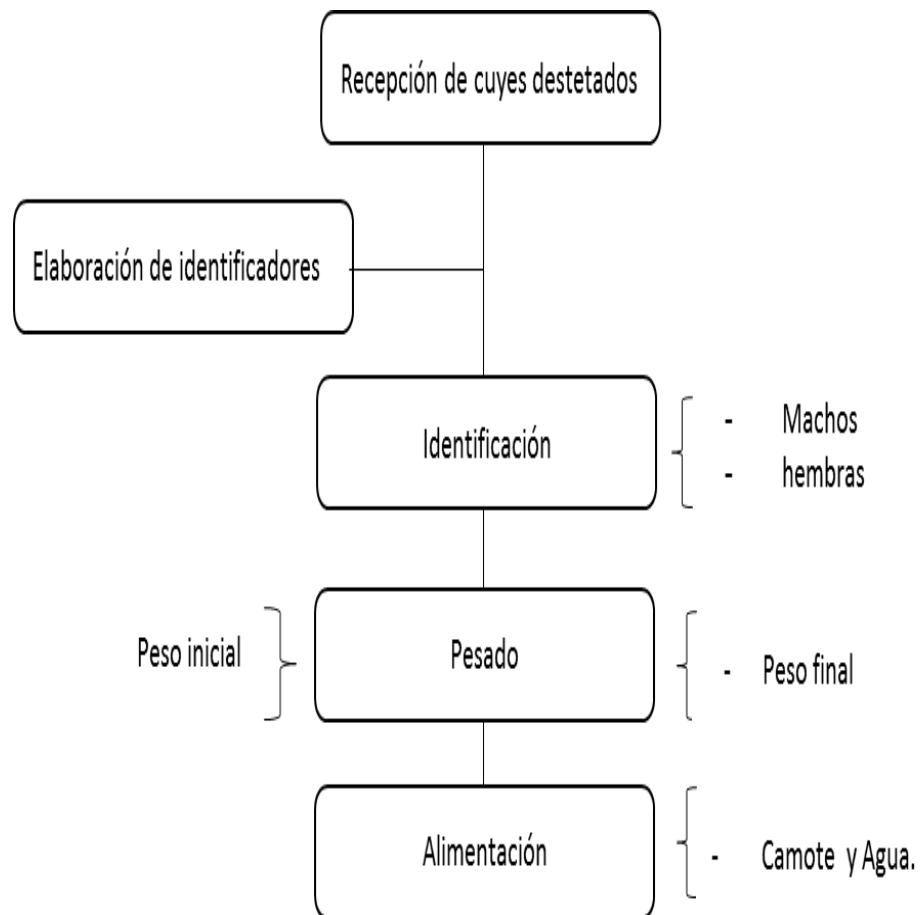 Recepción de cuyes destetados
Elaboración de identificadores
Identificación
- Machos
- hembras
Peso inicial
Pesado
- Peso final
Alimentación
- Camote y Agua.